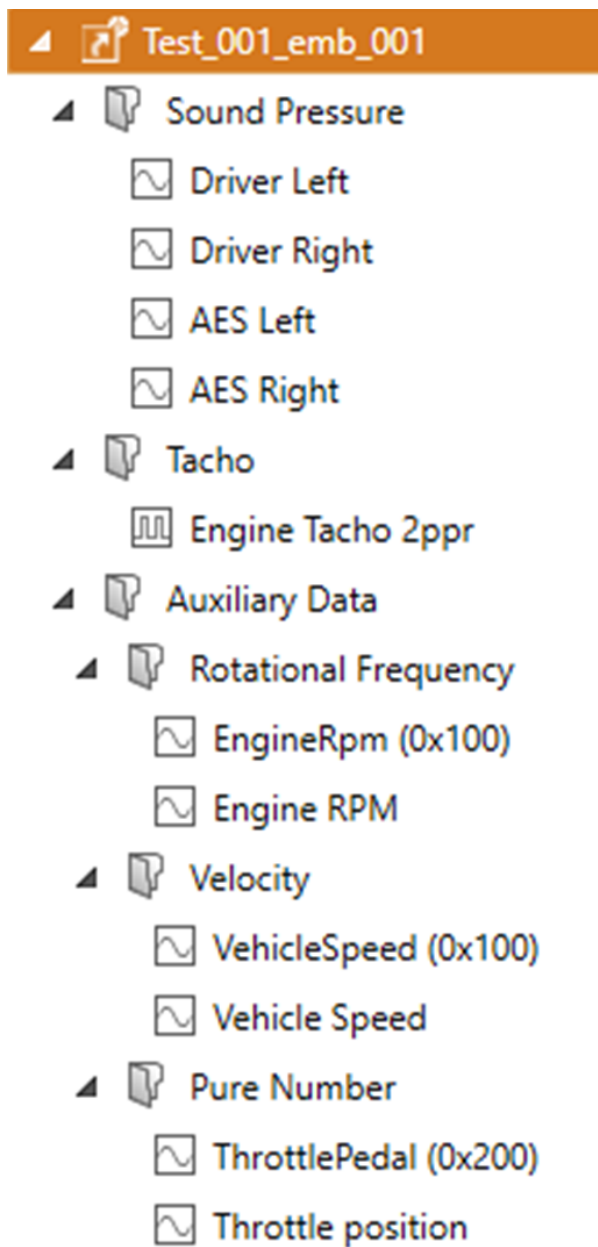 Test_001_emb_001
Sound Pressure
Driver Left
Driver Right
AES Left
AES Right
Tacho
Engine Tacho 2ppr
Auxiliary Data
Rotational Frequency
EngineRpm (0x100)
Engine RPM
Velocity
VehicleSpeed (0x100)
Vehicle Speed
Pure Number
ThrottlePedal (0x200)
Throttle position